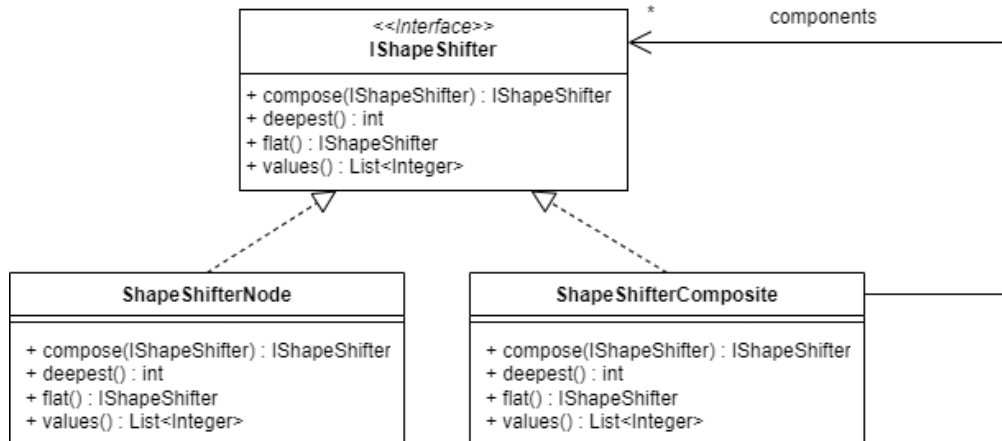 <<Interface>>
IShapeShifter
+ compose(IShapeShifter) : IShapeShifter
+ deepest() : int
+ flat() : IShapeShifter
+ values() : List<Integer>
*
components
ShapeShifterNode
+ compose(IShapeShifter) : IShapeShifter
+ deepest() : int
+ flat() : IShapeShifter
+ values() : List<Integer>
ShapeShifterComposite
+ compose(IShapeShifter) : IShapeShifter
+ deepest() : int
+ flat() : IShapeShifter
+ values() : List<Integer>